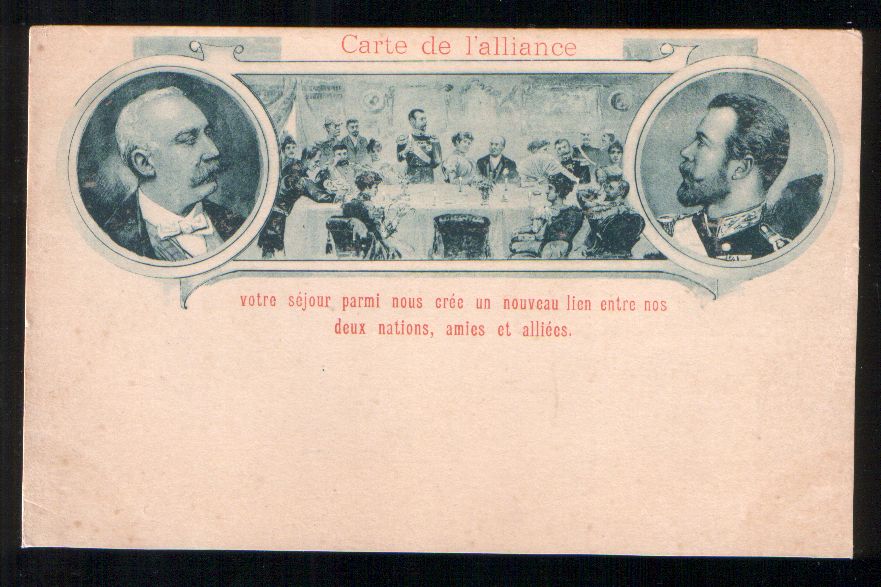 Carte de l'alliance
votre séjour parmi nous crée un nouveau lien entre nos
deux nations, amies et alliées.